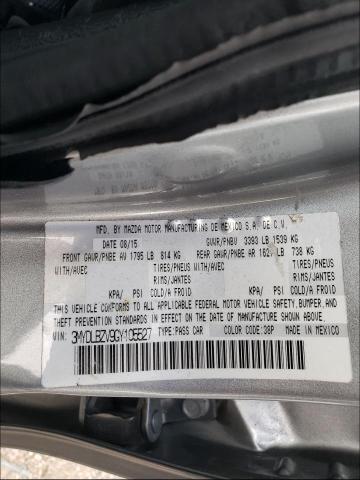 MFD. BY MAZDA MOTOR MANUFACTURING DE MEXICO S.A. DE C.V.
DATE 08/15 GVWR/PNBV 3393 LB 1539 KG
FRONT GAWR/PNBE AV 1795 LB 814 KG REAR GAWR/PNBE AR LB 738 KG
WITH/AVEC TIRES/PNEUS WITH/AVEC TIRES/PNEUS
RIMS/JANTES RIMS/JANTES
KPA/ PSI COLD/A FROID KPA/ PSI COLD/A FROID
THIS VEHICLE CONFORMS TO ALL APPLICABLE FEDERAL MOTOR VEHICLE SAFETY, BUMPER, AND
THEFT PREVENTION STANDARDS IN EFFECT ON THE DATE OF MANUFACTURE SHOWN ABOVE.
VIN: 3MYDLBZV9GY105527 TYPE: PASS CAR COLOR CODE: 38P MADE IN MEXICO